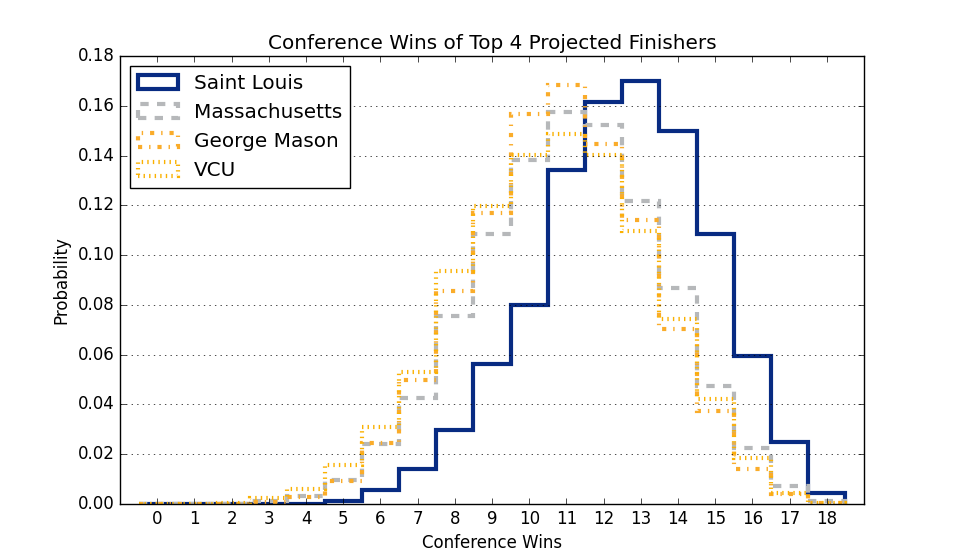 Conference Wins of Top 4 Projected Finishers
Saint Louis
Massachusetts
George Mason
VCU
Probability
0.18
0.16
0.14
0.12
0.10
0.08
0.06
0.04
0.02
0.00
0 1 2 3 4 5 6 7 8 9 10 11 12 13 14 15 16 17 18
Conference Wins